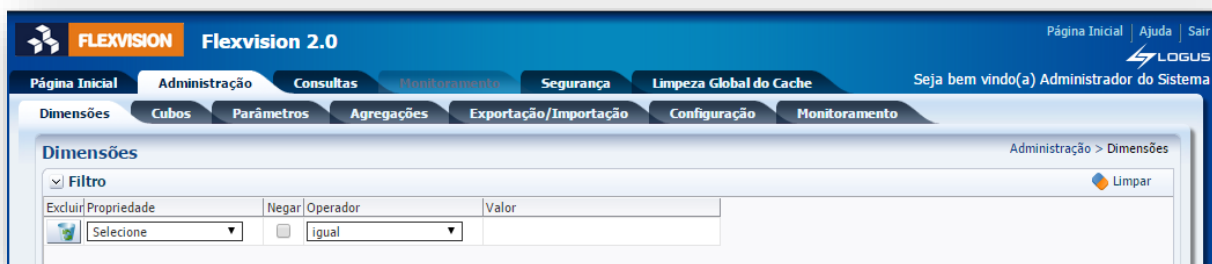 Página Inicial | Ajuda | Sair
FLEXVISION Flexvision 2.0
LOGUS
Página Inicial Administração Consultas Monitoramento Segurança Limpeza Global do Cache Seja bem vindo(a) Administrador do Sistema
Dimensões Cubos Parâmetros Agregações Exportação/Importação Configuração Monitoramento
Dimensões Administração > Dimensões
Filtro Limpar
Excluir Propriedade Negar Operador Valor
Selecione igual